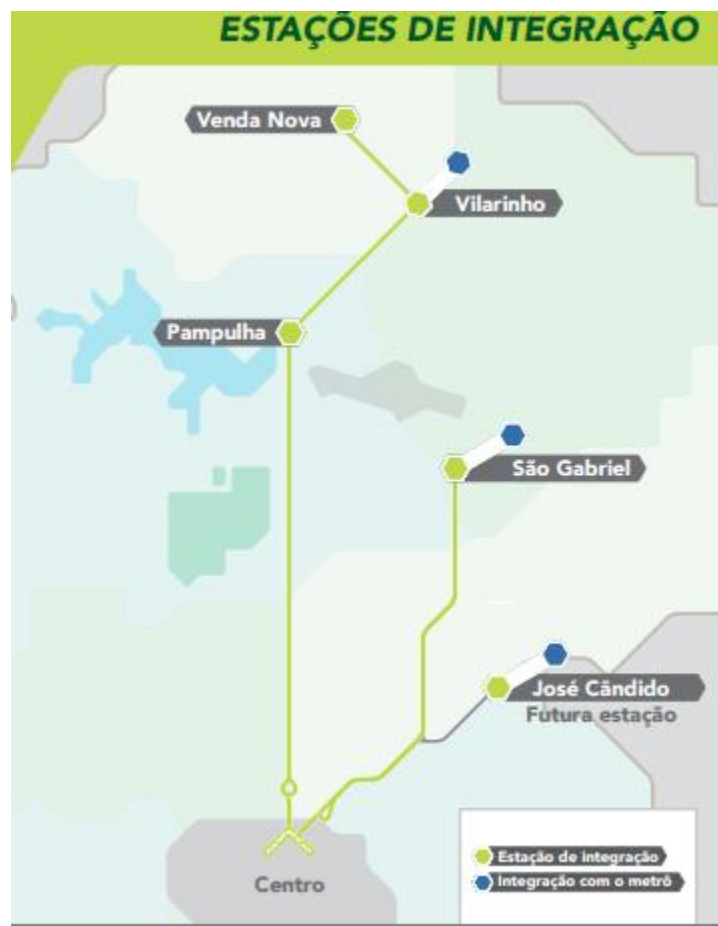 ESTAÇÕES DE INTEGRAÇÃO
Venda Nova
Vilarinho
Pampulha
São Gabriel
José Cândido
Futura estação
Centro
Estação de integração
Integração com o metrô